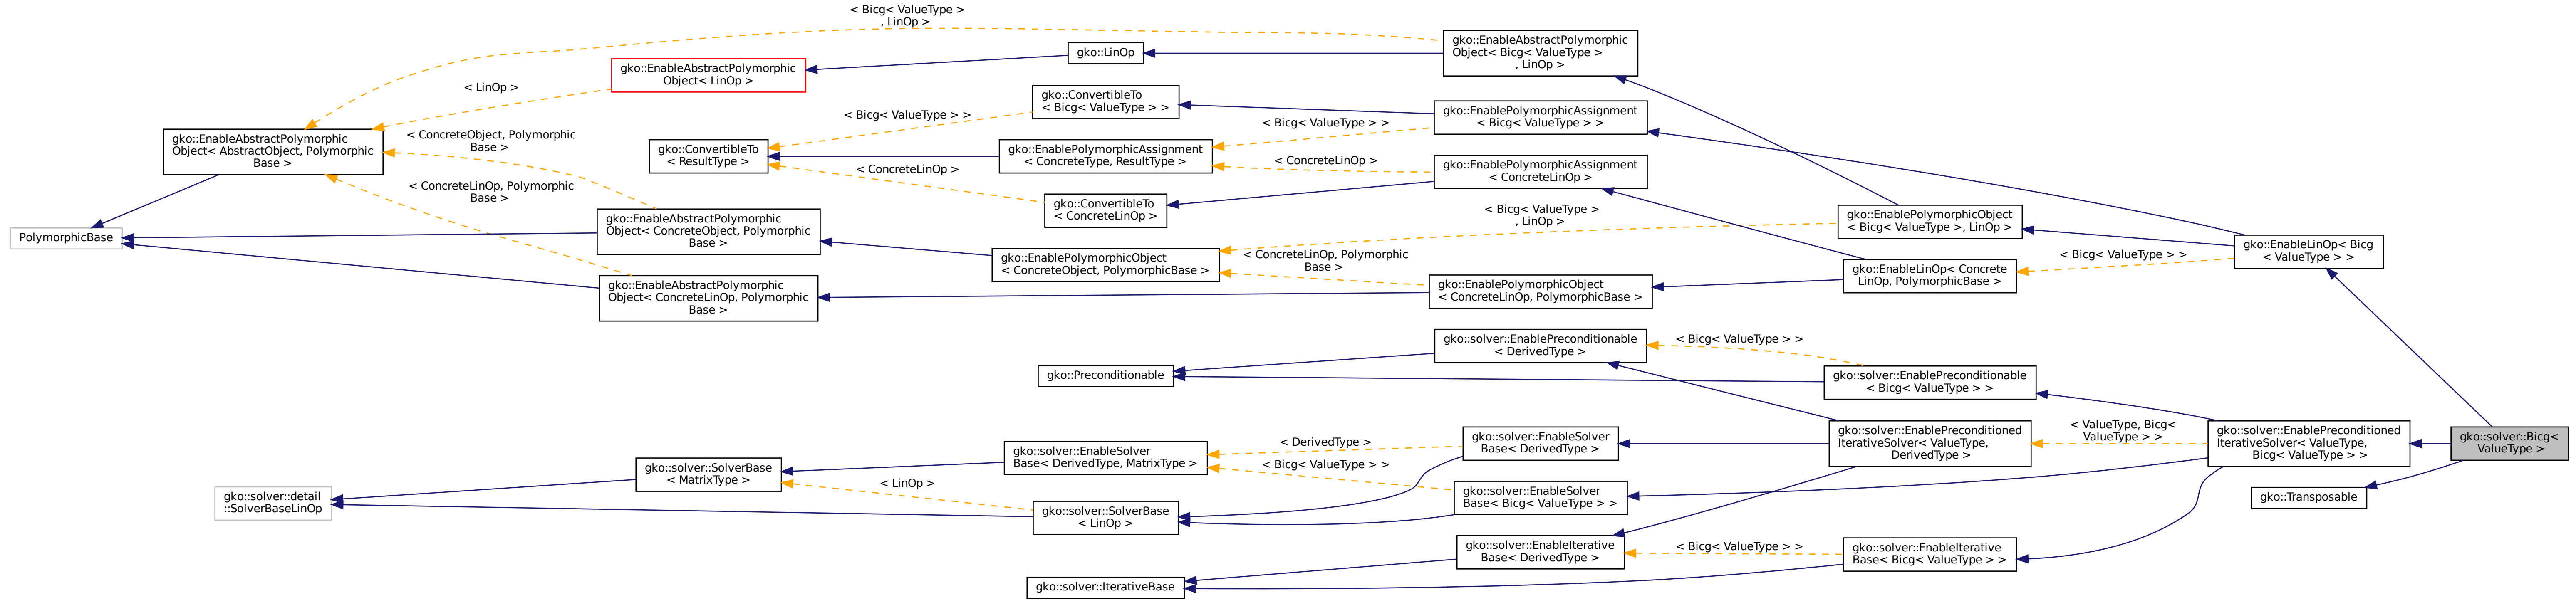 < Bicg< ValueType >
, LinOp >
gko::EnableAbstractPolymorphic
Object< Bicg< ValueType >
, LinOp >
gko::LinOp
gko::EnableAbstractPolymorphic
Object< LinOp >
< LinOp >
gko::ConvertibleTo
< Bicg< ValueType > >
gko::EnablePolymorphicAssignment
< Bicg< ValueType > >
< Bicg< ValueType > >
< Bicg< ValueType > >
gko::EnableAbstractPolymorphic
Object< AbstractObject, Polymorphic
Base >
< ConcreteObject, Polymorphic
Base >
gko::ConvertibleTo
< ResultType >
gko::EnablePolymorphicAssignment
< ConcreteType, ResultType >
< ConcreteLinOp >
gko::EnablePolymorphicAssignment
< ConcreteLinOp >
< ConcreteLinOp >
< ConcreteLinOp, Polymorphic
Base >
gko::ConvertibleTo
< ConcreteLinOp >
gko::EnableAbstractPolymorphic
Object< ConcreteObject, Polymorphic
Base >
< Bicg< ValueType >
, LinOp >
gko::EnablePolymorphicObject
< Bicg< ValueType >, LinOp >
PolymorphicBase
gko::EnableLinOp< Bicg
< ValueType > >
gko::EnablePolymorphicObject
< ConcreteObject, PolymorphicBase >
< ConcreteLinOp, Polymorphic
Base >
< Bicg< ValueType > >
gko::EnableLinOp< Concrete
LinOp, PolymorphicBase >
gko::EnableAbstractPolymorphic
Object< ConcreteLinOp, Polymorphic
Base >
gko::EnablePolymorphicObject
< ConcreteLinOp, PolymorphicBase >
gko::solver::EnablePreconditionable
< DerivedType >
< Bicg< ValueType > >
gko::Preconditionable
gko::solver::EnablePreconditionable
< Bicg< ValueType > >
gko::solver::EnablePreconditioned
IterativeSolver< ValueType,
DerivedType >
< ValueType, Bicg<
ValueType > >
gko::solver::EnablePreconditioned
IterativeSolver< ValueType,
Bicg< ValueType > >
gko::solver::Bicg<
ValueType >
gko::solver::EnableSolver
Base< DerivedType, MatrixType >
< DerivedType >
gko::solver::EnableSolver
Base< DerivedType >
< Bicg< ValueType > >
gko::solver::SolverBase
< MatrixType >
< LinOp >
gko::solver::EnableSolver
Base< Bicg< ValueType > >
gko::Transposable
gko::solver::detail
::SolverBaseLinOp
gko::solver::SolverBase
< LinOp >
gko::solver::EnableIterative
Base< DerivedType >
< Bicg< ValueType > >
gko::solver::EnableIterative
Base< Bicg< ValueType > >
gko::solver::IterativeBase